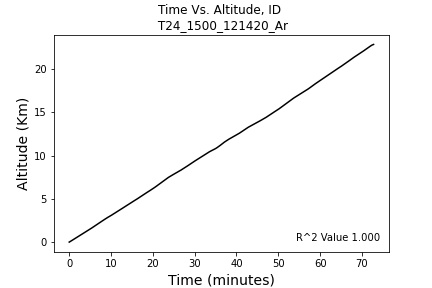 Time Vs. Altitude, ID
T24_1500_121420_Ar
Altitude (Km)
20
15
10
5
0
R^2 Value 1.000
0 10 20 30 40 50 60 70
Time (minutes)